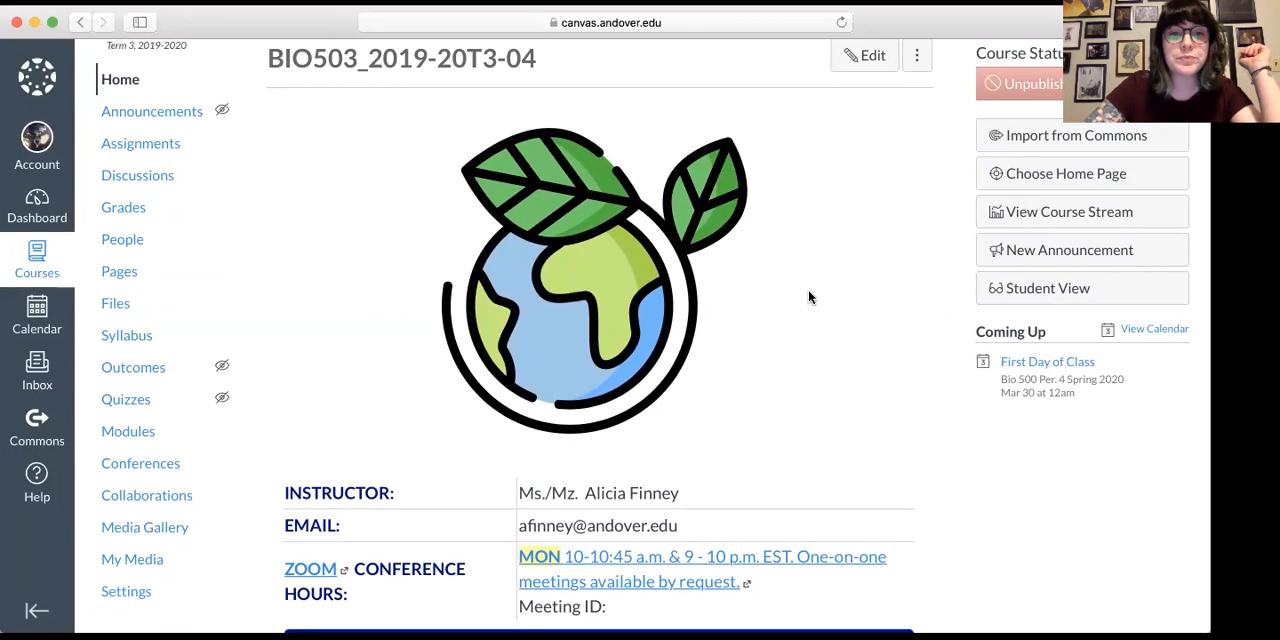 canvas.andover.edu
Term 3, 2019-2020
BIO503_2019-20T3-04
Edit
Course Statu
Unpublish
Account
Dashboard
Courses
Calendar
Inbox
Commons
Help
Home
Announcements
Assignments
Discussions
Grades
People
Pages
Files
Syllabus
Outcomes
Quizzes
Modules
Conferences
Collaborations
Media Gallery
My Media
Settings
INSTRUCTOR: Ms./Mz. Alicia Finney
EMAIL: afinney@andover.edu
ZOOM CONFERENCE
HOURS:
MON 10-10:45 a.m. & 9 - 10 p.m. EST. One-on-one
meetings available by request.
Meeting ID:
Import from Commons
Choose Home Page
View Course Stream
New Announcement
Student View
Coming Up
3 View Calendar
3 First Day of Class
Bio 500 Per. 4 Spring 2020
Mar 30 at 12am